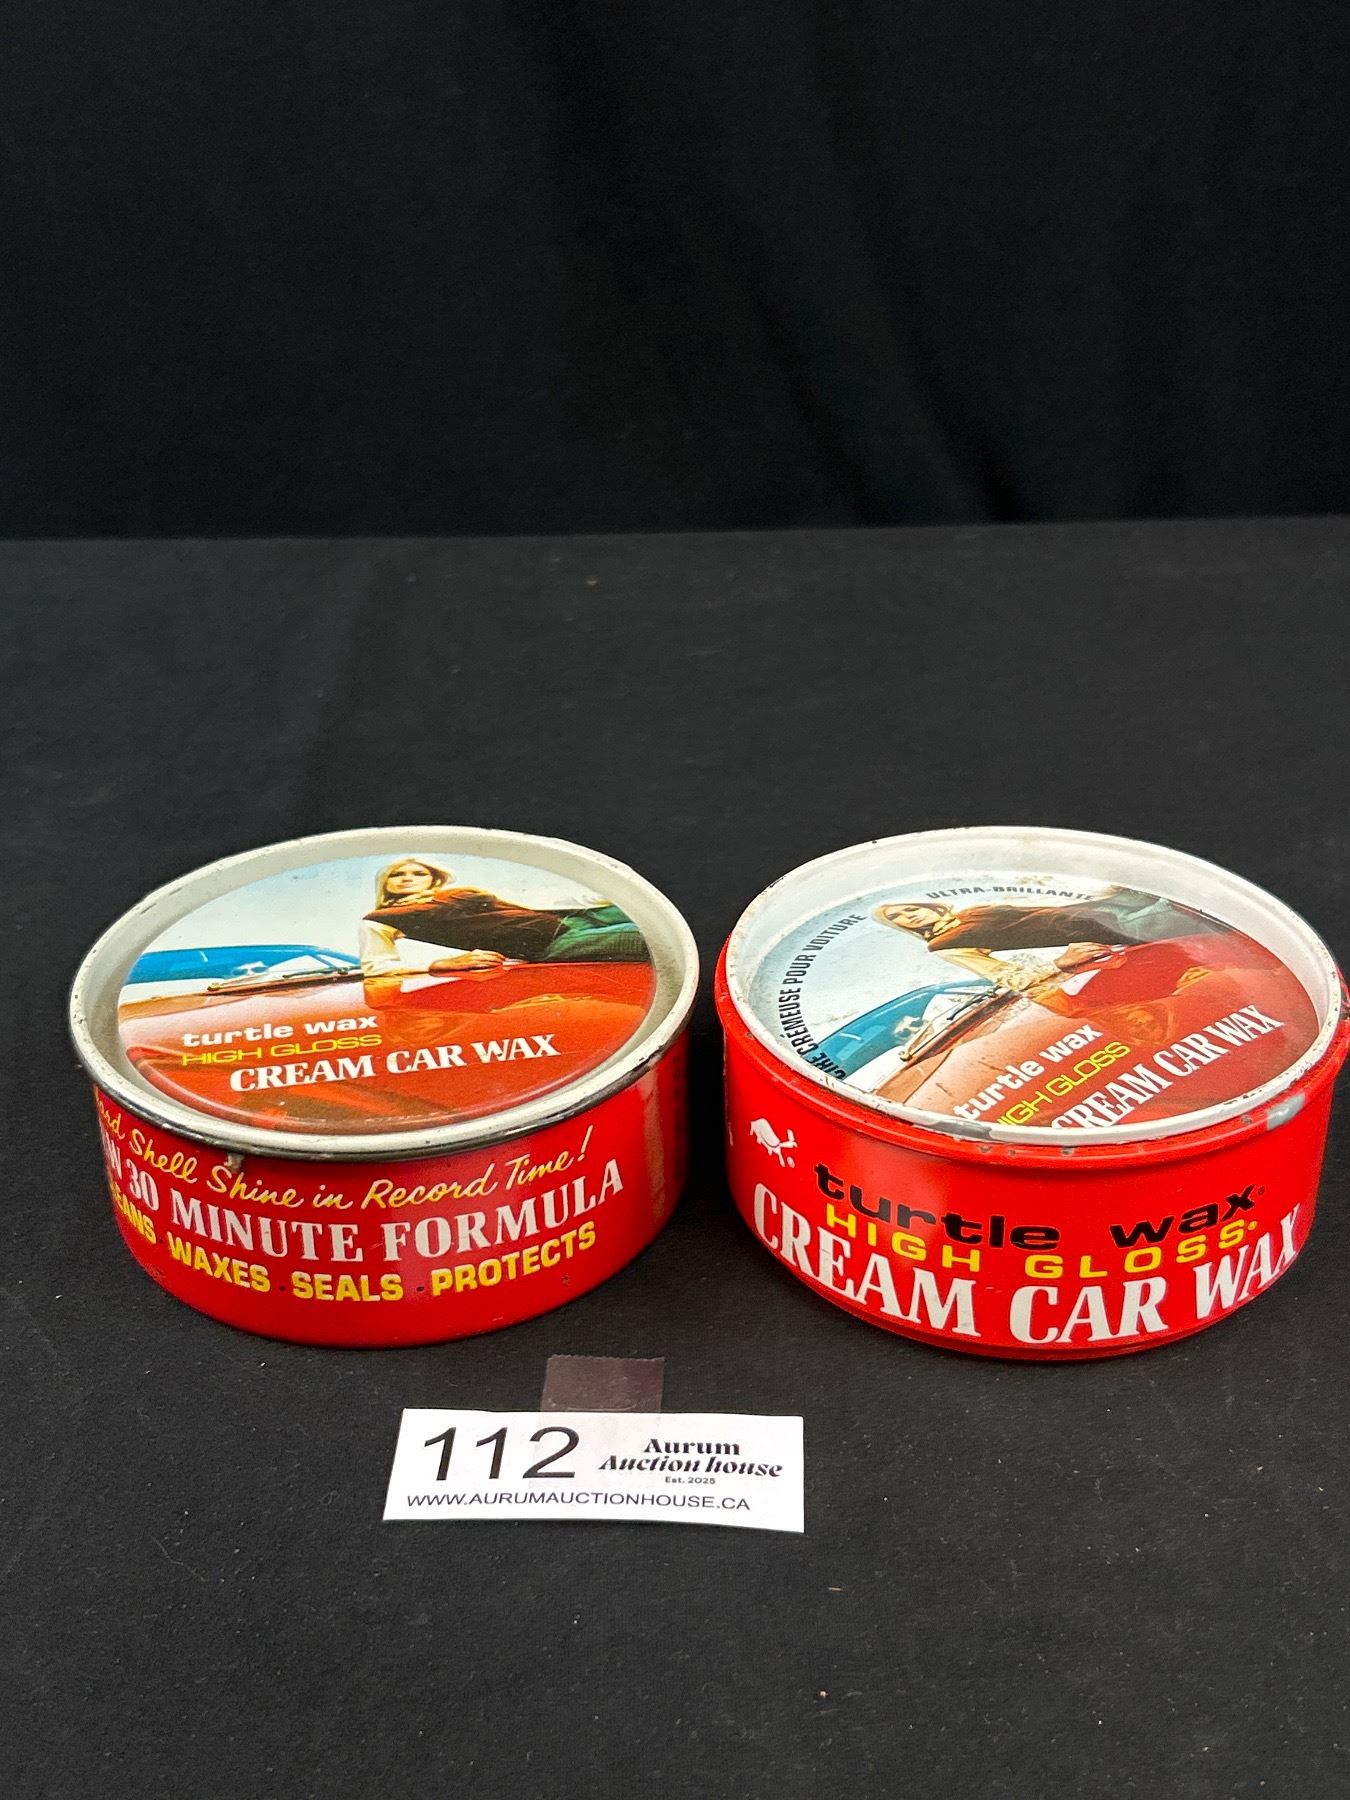 turtle wax
HIGH GLOSS
CREAM CAR WAX
Shell Shine in Record Time!
30 MINUTE FORMULA
WAXES · SEALS · PROTECTS
CIRE CRÉMEUSE POUR VOITURE ULTRA-BRILLANTE
turtle wax
HIGH GLOSS
CREAM CAR WAX
turtle wax®
HIGH GLOSS®
CREAM CAR WAX
112
Aurum
Auction house
Est. 2025
WWW.AURUMAUCTIONHOUSE.CA